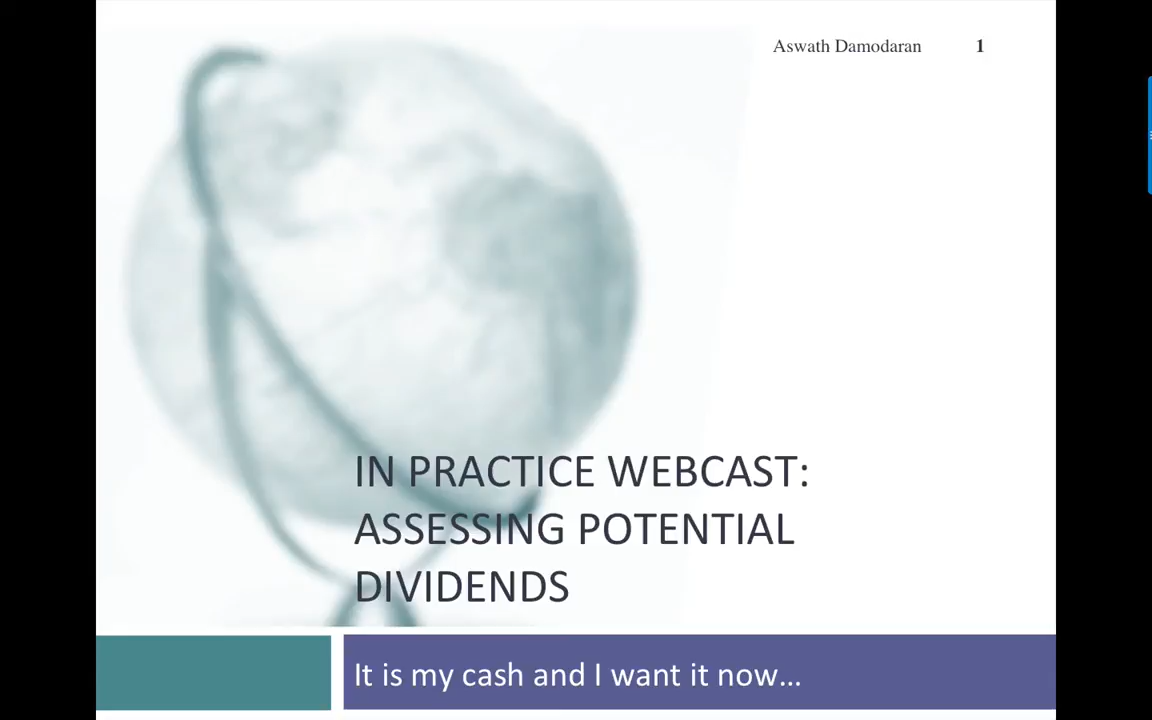 Aswath Damodaran 1
IN PRACTICE WEBCAST:
ASSESSING POTENTIAL
DIVIDENDS
It is my cash and I want it now…